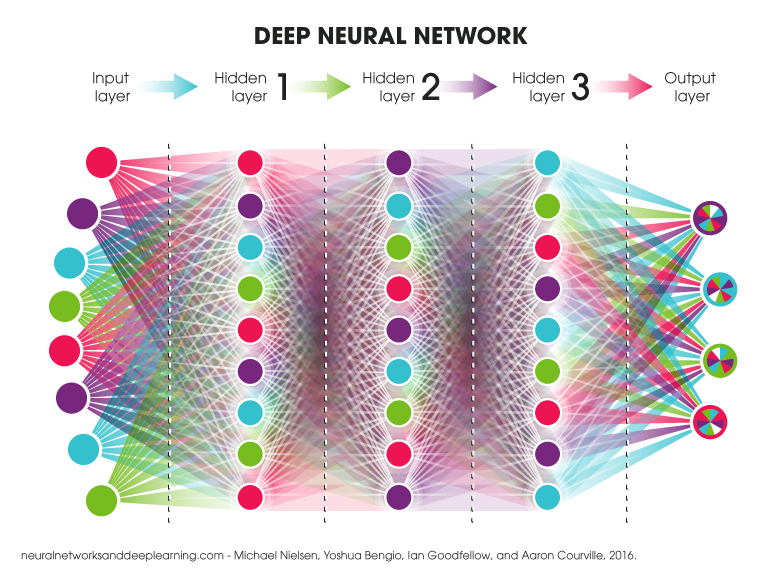 DEEP NEURAL NETWORK
Input
layer
Hidden
layer 1
Hidden
layer 2
Hidden
layer 3
Output
layer
neuralnetworksanddeeplearning.com - Michael Nielsen, Yoshua Bengio, Ian Goodfellow, and Aaron Courville, 2016.